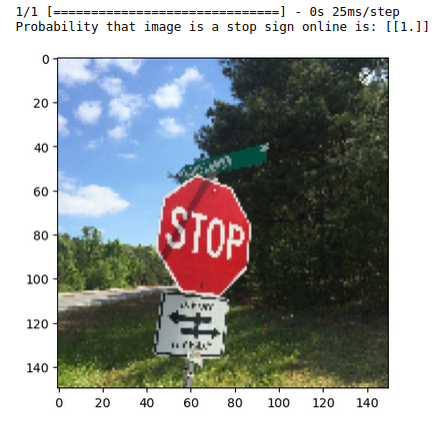 1/1 [==============================] - 0s 25ms/step
Probability that image is a stop sign online is: [[1.]]
0
20
40
60
80
100
120
140
STOP
0 20 40 60 80 100 120 140